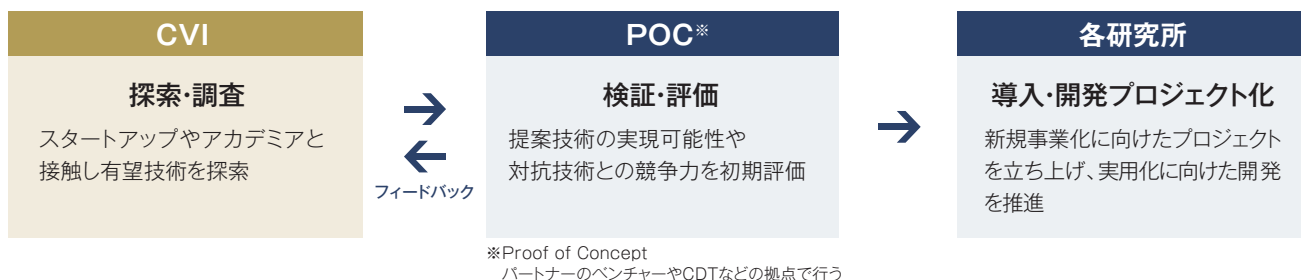 CVI
探索・調査
スタートアップやアカデミアと
接触し有望技術を探索
フィードバック
POC※
検証・評価
提案技術の実現可能性や
対抗技術との競争力を初期評価
※Proof of Concept
パートナーのベンチャーやCDTなどの拠点で行う
各研究所
導入・開発プロジェクト化
新規事業化に向けたプロジェクト
を立ち上げ、実用化に向けた開発
を推進